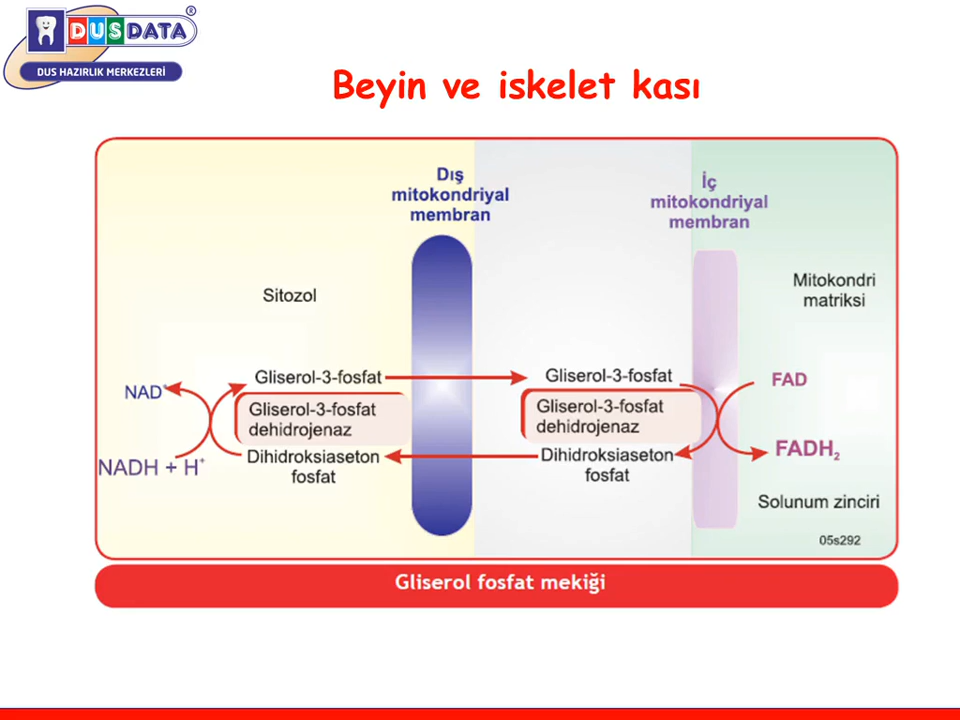 DUSDATA®
DUS HAZIRLIK MERKEZLERİ
Beyin ve iskelet kası
Dış
mitokondriyal
membran
İç
mitokondriyal
membran
Sitozol
Mitokondri
matriksi
NAD⁺
Gliserol-3-fosfat
Gliserol-3-fosfat
FAD
Gliserol-3-fosfat
dehidrojenaz
Gliserol-3-fosfat
dehidrojenaz
NADH + H⁺
Dihidroksiaseton
fosfat
Dihidroksiaseton
fosfat
FADH₂
Solunum zinciri
05s292
Gliserol fosfat mekiği